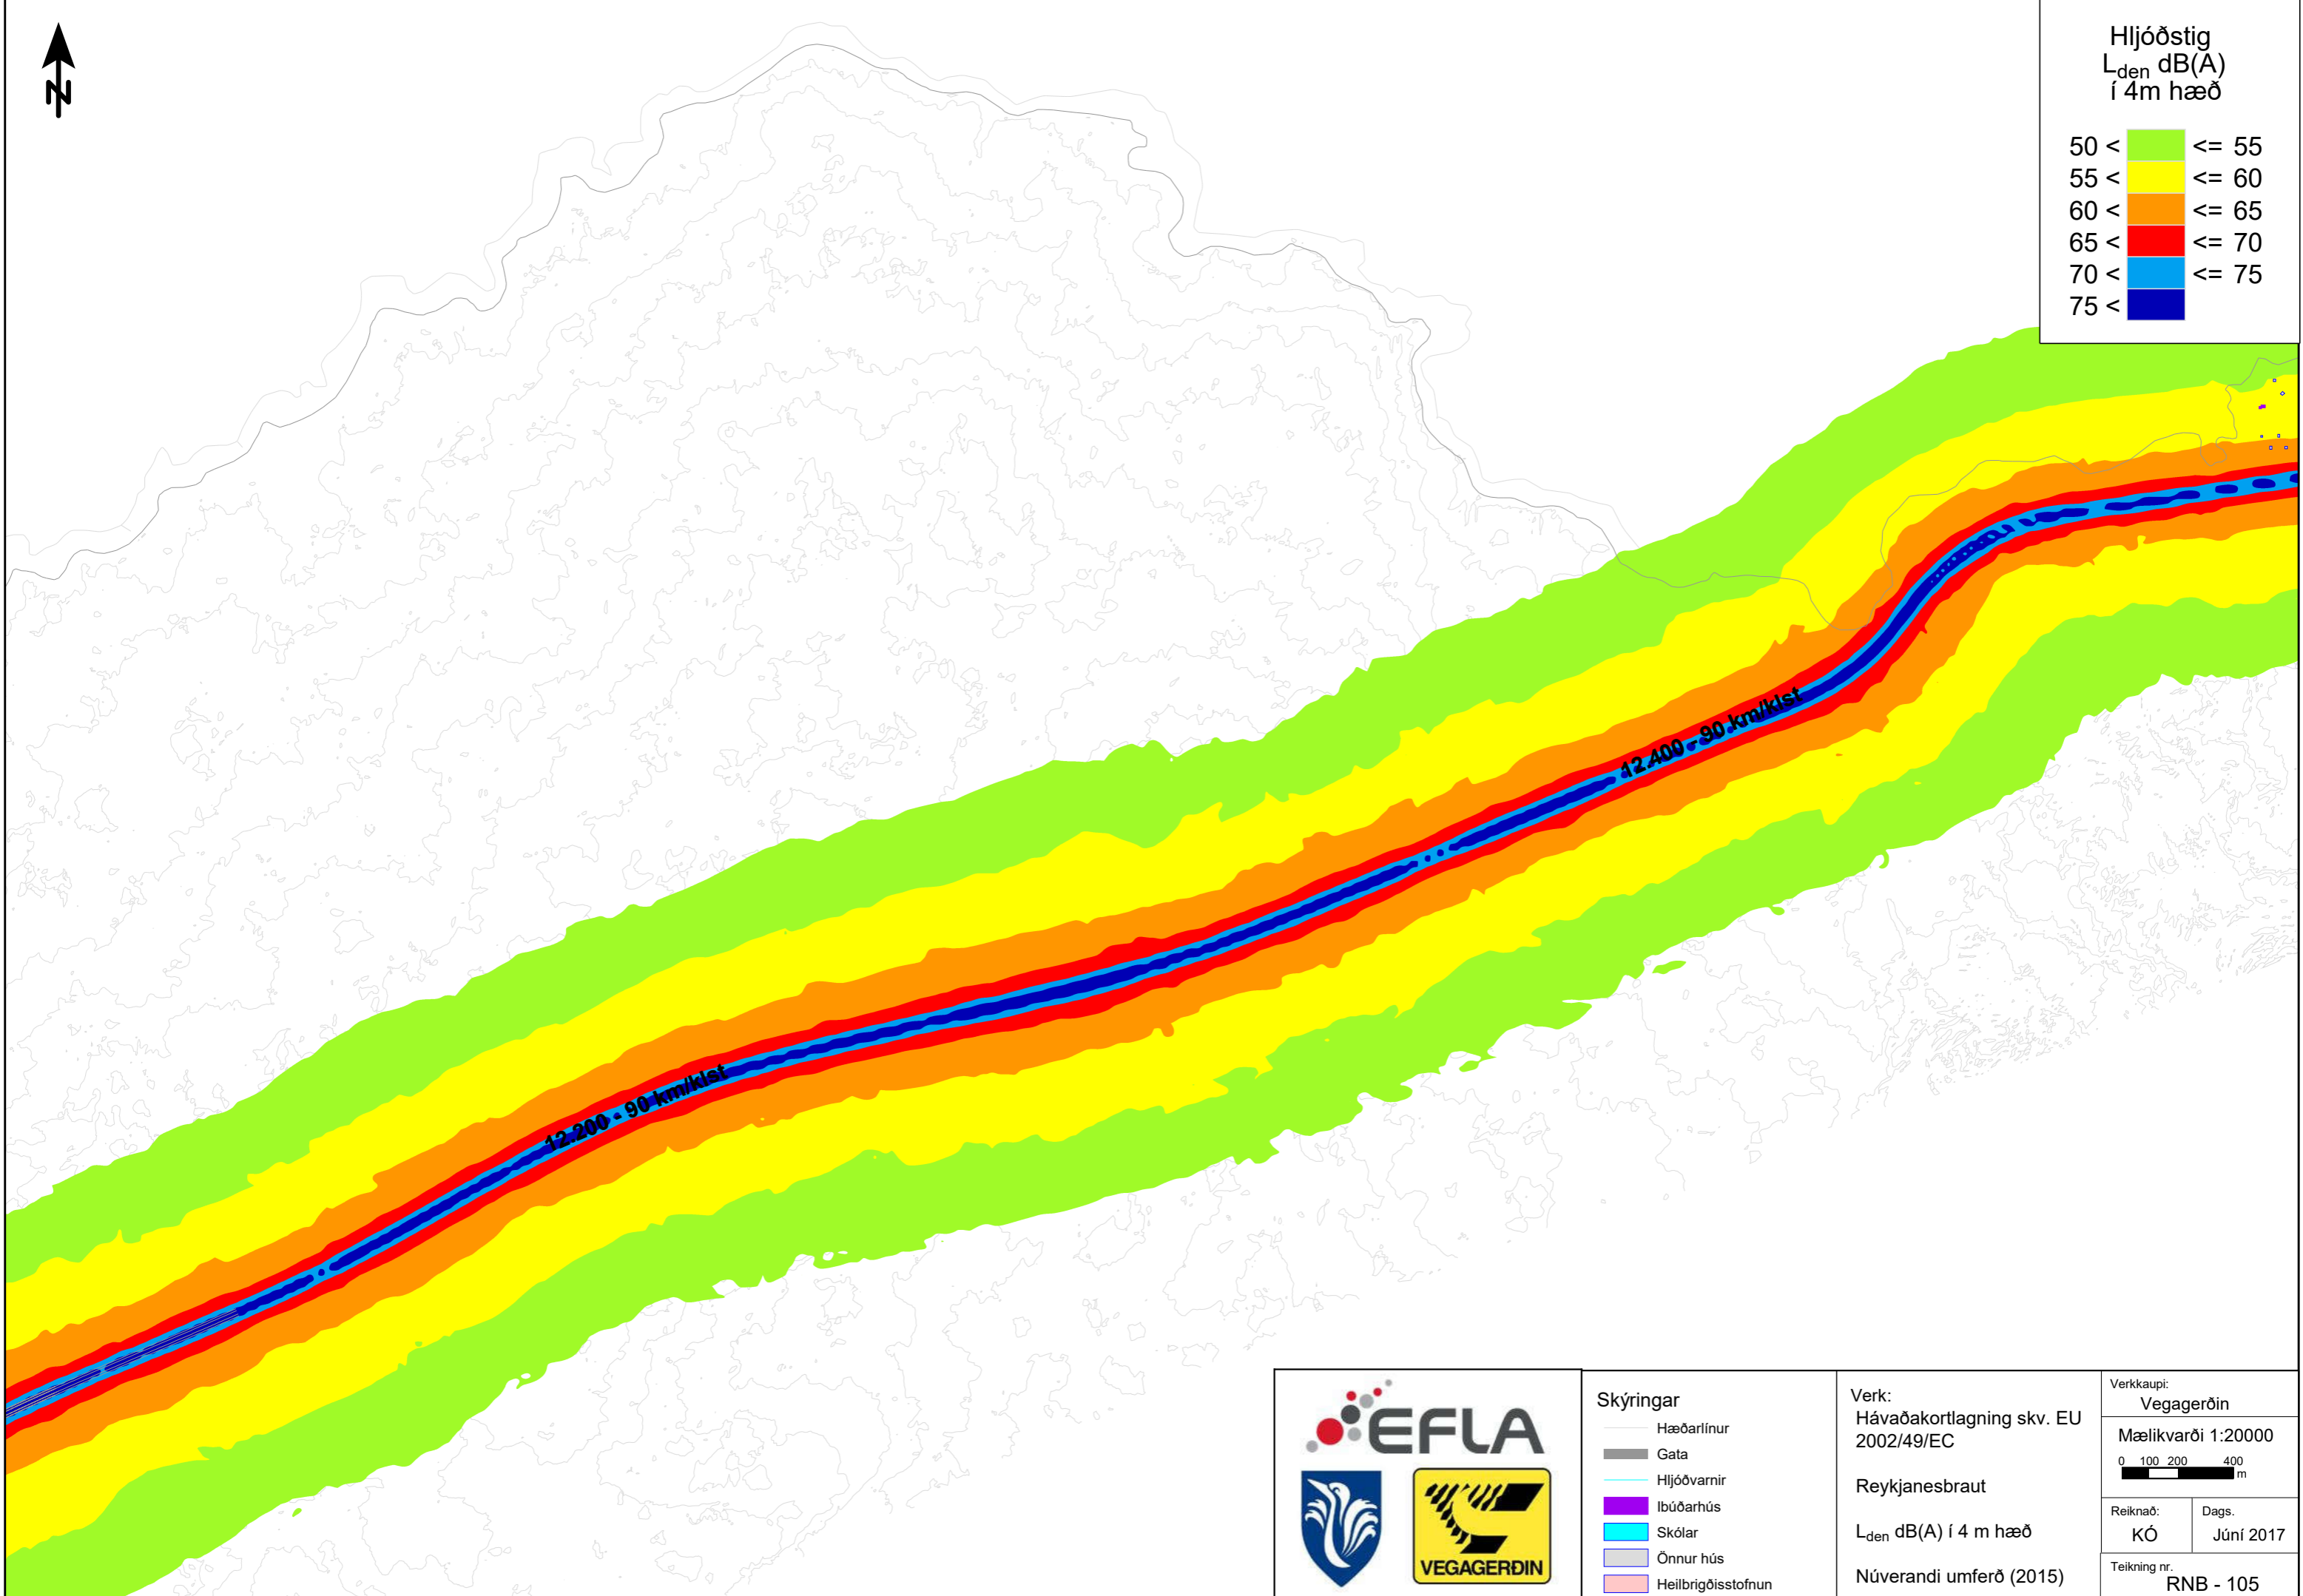 N
Hljóðstig
Lden dB(A)
í 4m hæð
50 < <= 55
55 < <= 60
60 < <= 65
65 < <= 70
70 < <= 75
75 <
12.400 - 90 km/klst
12.200 - 90 km/klst
EFLA
VEGAGERÐIN
Skýringar
Hæðarlínur
Gata
Hljóðvarnir
Ibúðarhús
Skólar
Önnur hús
Heilbrigðisstofnun
Verk:
Hávaðakortlagning skv. EU
2002/49/EC
Reykjanesbraut
Lden dB(A) í 4 m hæð
Núverandi umferð (2015)
Verkkaupi:
Vegagerðin
Mælikvarði 1:20000
0 100 200 400
m
Reiknað:
KÓ
Dags.
Júní 2017
Teikning nr.
RNB - 105